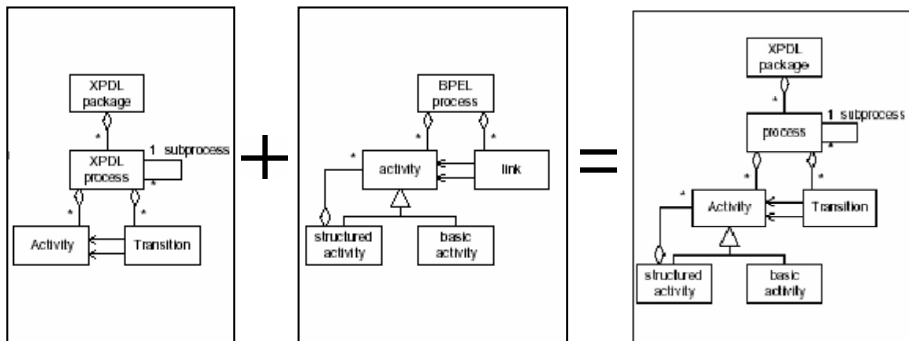 XPDL
package
*
1 subprocess
XPDL
process
*
* *
Activity
Transition
+
BPEL
process
* *
*
activity
link
structured
activity
basic
activity
=
XPDL
package
*
1 subprocess
process
*
* *
*
Activity
Transition
structured
activity
basic
activity